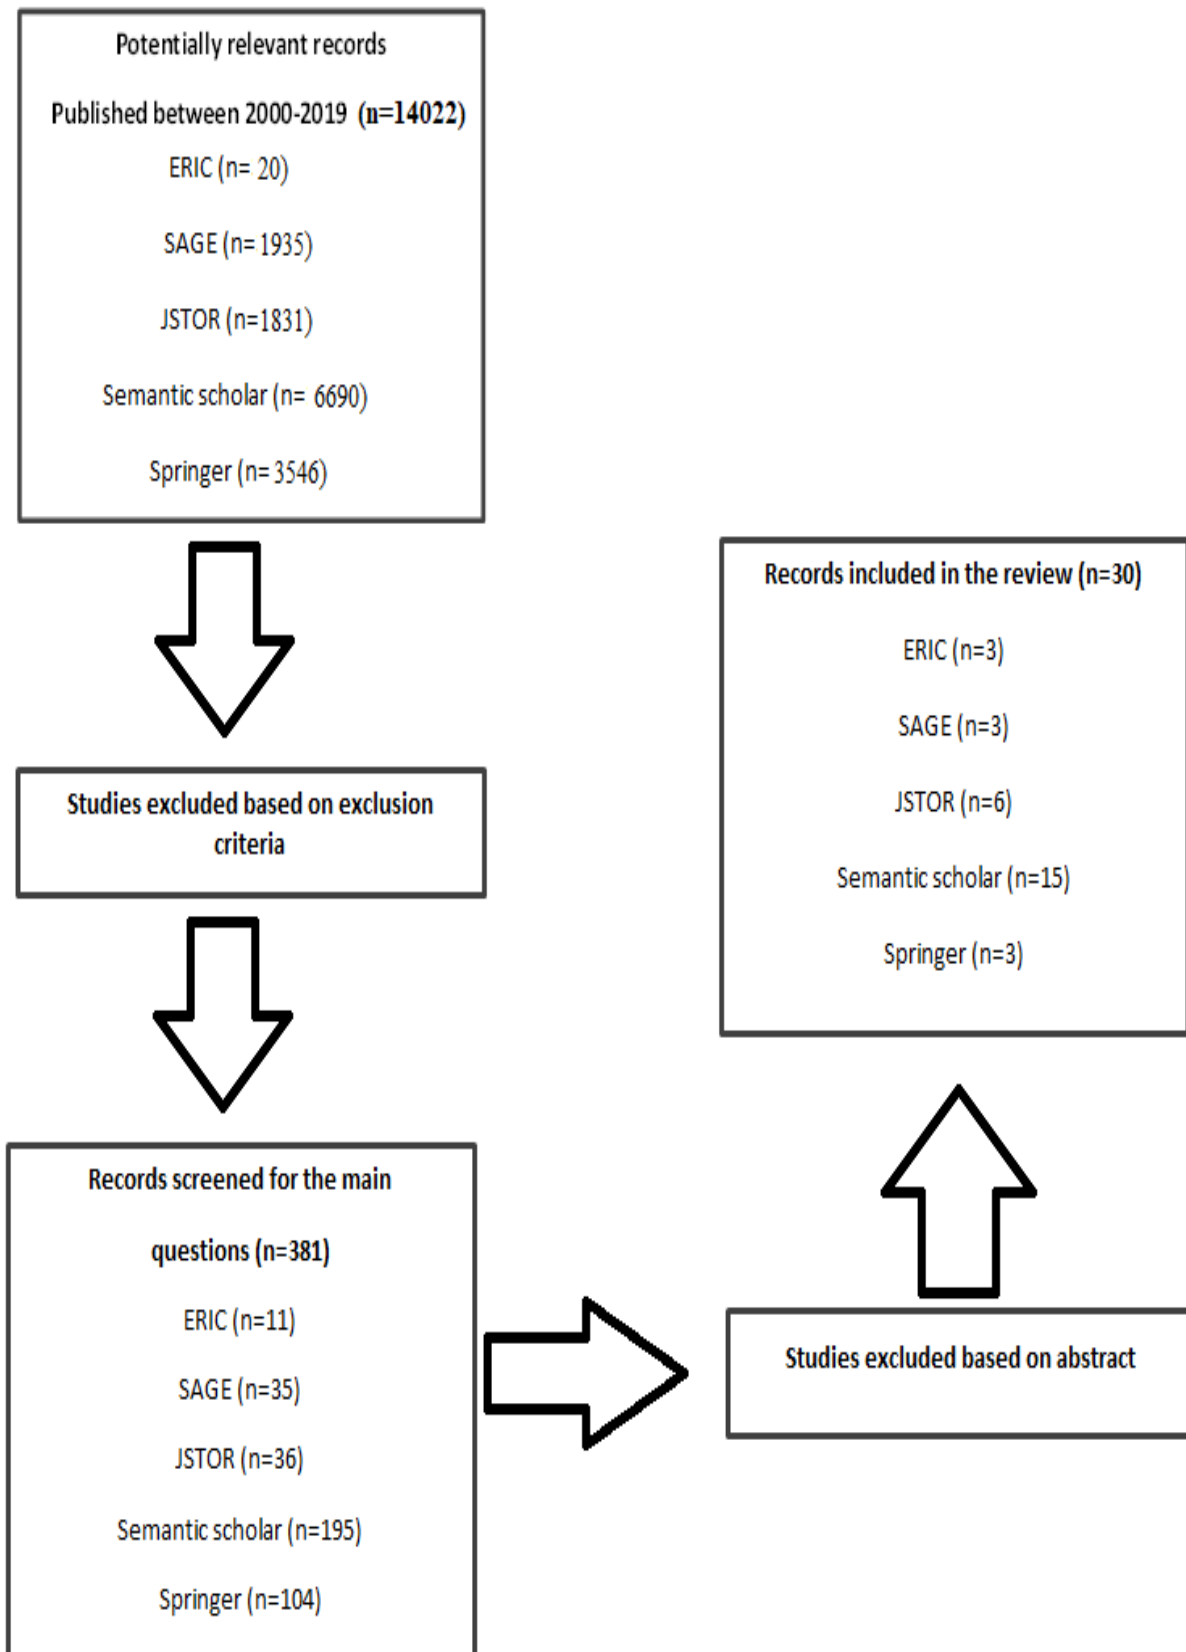 Potentially relevant records
Published between 2000-2019 (n=14022)
ERIC (n= 20)
SAGE (n= 1935)
JSTOR (n=1831)
Semantic scholar (n= 6690)
Springer (n= 3546)
Studies excluded based on exclusion
criteria
Records screened for the main
questions (n=381)
ERIC (n=11)
SAGE (n=35)
JSTOR (n=36)
Semantic scholar (n=195)
Springer (n=104)
Studies excluded based on abstract
Records included in the review (n=30)
ERIC (n=3)
SAGE (n=3)
JSTOR (n=6)
Semantic scholar (n=15)
Springer (n=3)